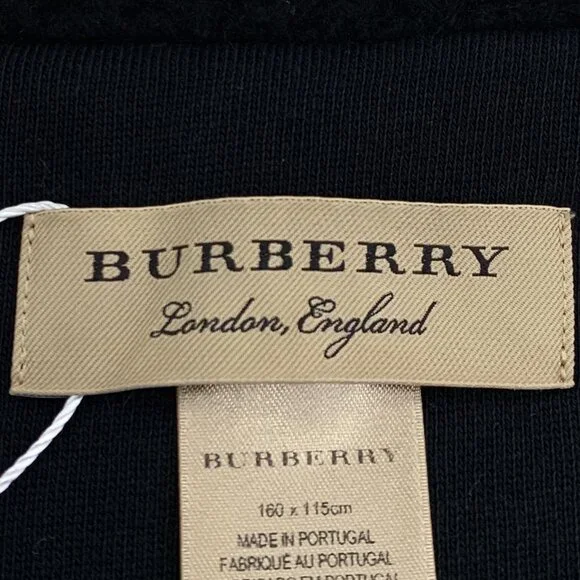 BURBERRY
London, England
BURBERRY
160 x 115cm
MADE IN PORTUGAL
FABRIQUÉ AU PORTUGAL